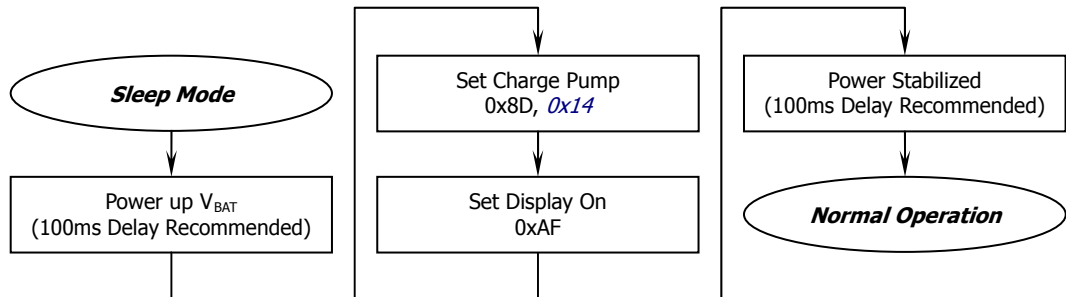 Sleep Mode
Power up VBAT
(100ms Delay Recommended)
Set Charge Pump
0x8D, 0x14
Set Display On
0xAF
Power Stabilized
(100ms Delay Recommended)
Normal Operation